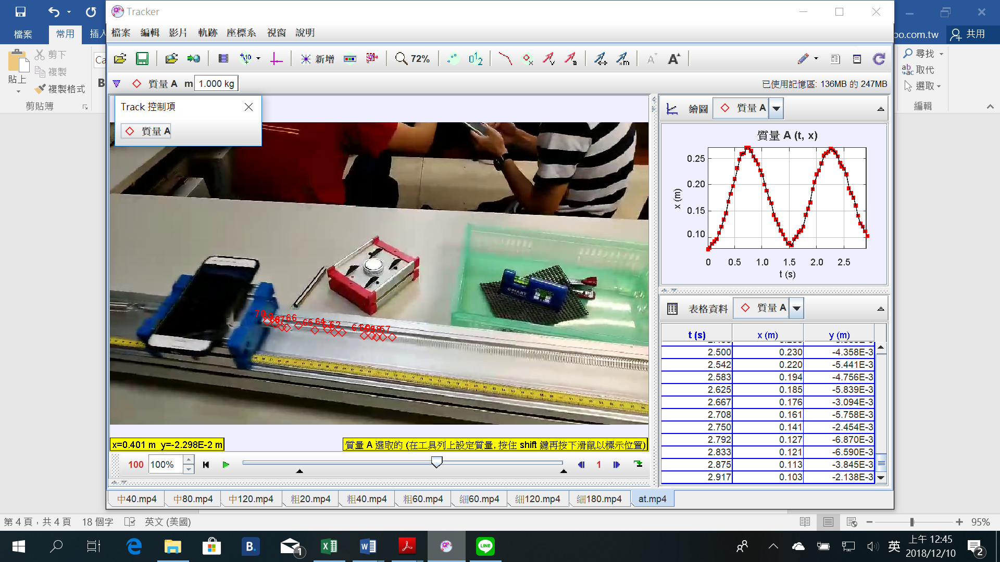 Tracker
檔案 常用 插入
檔案 編輯 影片 軌跡 座標系 視窗 說明
oo.com.tw 共用
貼上
剪下
複製
複製格式
剪貼簿
Ca
B
新增 72%
尋找
取代
選取
編輯
質量 A m 1.000 kg
已使用記憶區: 136MB 的 247MB
Track 控制項
質量 A
繪圖 質量 A
質量 A (t, x)
0.25
0.20
0.15
0.10
x (m)
0 0.5 1.0 1.5 2.0 2.5
t (s)
表格資料 質量 A
t (s) x (m) y (m)
2.500 0.230 -4.358E-3
2.542 0.220 -5.441E-3
2.583 0.194 -4.756E-3
2.625 0.185 -5.839E-3
2.667 0.176 -3.094E-3
2.708 0.161 -5.758E-3
2.750 0.141 -2.454E-3
2.792 0.127 -6.870E-3
2.833 0.121 -6.590E-3
2.875 0.113 -3.845E-3
2.917 0.103 -2.138E-3
C-MART
x=0.401 m y=-2.298E-2 m
質量 A 選取的 (在工具列上設定質量, 按住 shift 鍵再按下滑鼠以標示位置)
100 100% 1
中40.mp4 中80.mp4 中120.mp4 粗20.mp4 粗40.mp4 粗60.mp4 細60.mp4 細120.mp4 細180.mp4 at.mp4
第 4 頁，共 4 頁 18 個字 英文 (美國) 95%
B. 1 LINE 英
上午 12:45
2018/12/10
2